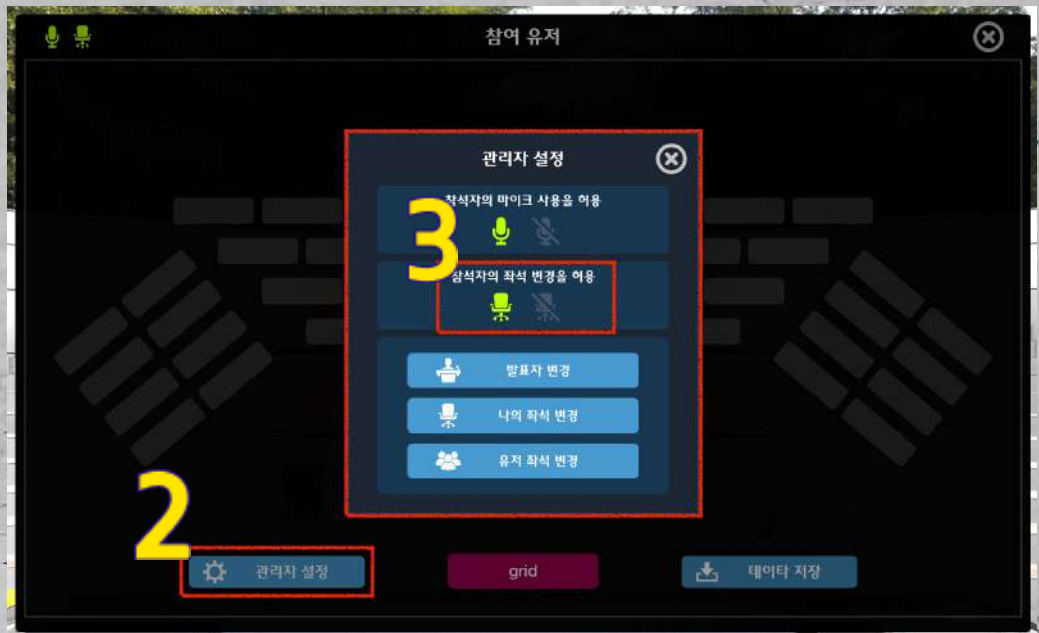 참여 유저
관리자 설정
참석자의 마이크 사용을 허용
3
참석자의 좌석 변경을 허용
발표자 변경
나의 좌석 변경
유저 좌석 변경
2
관리자 설정
grid
데이타 저장